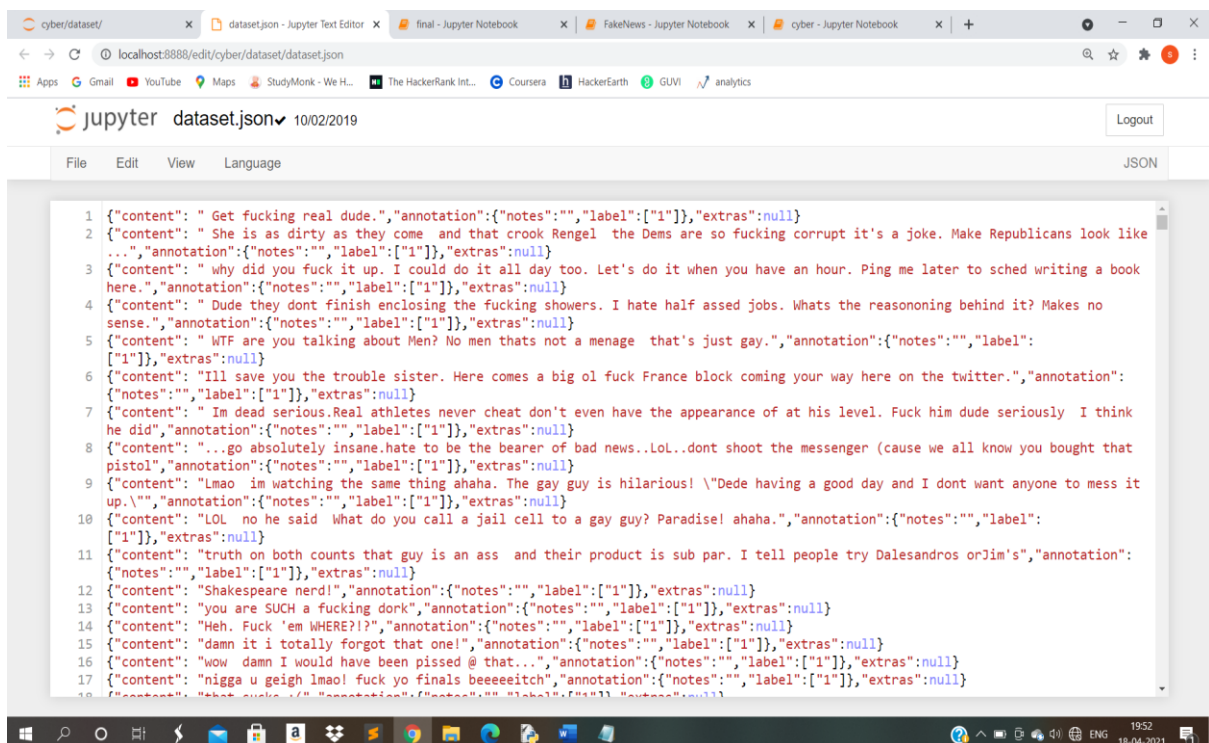 cyber/dataset/
dataset.json - Jupyter Text Editor
final - Jupyter Notebook
FakeNews - Jupyter Notebook
cyber - Jupyter Notebook
localhost:8888/edit/cyber/dataset/dataset.json
Apps Gmail YouTube Maps StudyMonk - We H... The HackerRank Int... Coursera HackerEarth GUVI analytics
jupyter dataset.json 10/02/2019 Logout
File Edit View Language JSON
1 {"content": " Get fucking real dude.","annotation":{"notes":"","label":["1"]},"extras":null}
2 {"content": " She is as dirty as they come  and that crook Rengel  the Dems are so fucking corrupt it's a joke. Make Republicans look like
...","annotation":{"notes":"","label":["1"]},"extras":null}
3 {"content": " why did you fuck it up. I could do it all day too. Let's do it when you have an hour. Ping me later to sched writing a book
here.","annotation":{"notes":"","label":["1"]},"extras":null}
4 {"content": " Dude they dont finish enclosing the fucking showers. I hate half assed jobs. Whats the reasononing behind it? Makes no
sense.","annotation":{"notes":"","label":["1"]},"extras":null}
5 {"content": " WTF are you talking about Men? No men thats not a menage  that's just gay.","annotation":{"notes":"","label":
["1"]},"extras":null}
6 {"content": "Ill save you the trouble sister. Here comes a big ol fuck France block coming your way here on the twitter.","annotation":
{"notes":"","label":["1"]},"extras":null}
7 {"content": " Im dead serious.Real athletes never cheat don't even have the appearance of at his level. Fuck him dude seriously  I think
he did","annotation":{"notes":"","label":["1"]},"extras":null}
8 {"content": "...go absolutely insane.hate to be the bearer of bad news..LoL..dont shoot the messenger (cause we all know you bought that
pistol","annotation":{"notes":"","label":["1"]},"extras":null}
9 {"content": "Lmao  im watching the same thing ahaha. The gay guy is hilarious! \"Dede having a good day and I dont want anyone to mess it
up.\"","annotation":{"notes":"","label":["1"]},"extras":null}
10 {"content": "LOL  no he said  What do you call a jail cell to a gay guy? Paradise! ahaha.","annotation":{"notes":"","label":
["1"]},"extras":null}
11 {"content": "truth on both counts that guy is an ass  and their product is sub par. I tell people try Dalesandros orJim's","annotation":
{"notes":"","label":["1"]},"extras":null}
12 {"content": "Shakespeare nerd!","annotation":{"notes":"","label":["1"]},"extras":null}
13 {"content": "you are SUCH a fucking dork","annotation":{"notes":"","label":["1"]},"extras":null}
14 {"content": "Heh. Fuck 'em WHERE?!?","annotation":{"notes":"","label":["1"]},"extras":null}
15 {"content": "damn it i totally forgot that one!","annotation":{"notes":"","label":["1"]},"extras":null}
16 {"content": "wow  damn I would have been pissed @ that...","annotation":{"notes":"","label":["1"]},"extras":null}
17 {"content": "nigga u geigh lmao! fuck yo finals beeeeeitch","annotation":{"notes":"","label":["1"]},"extras":null}
18 {"content": "that sucks :(","annotation":{"notes":"","label":["1"]},"extras":null}
ENG 19:52
18-04-2021